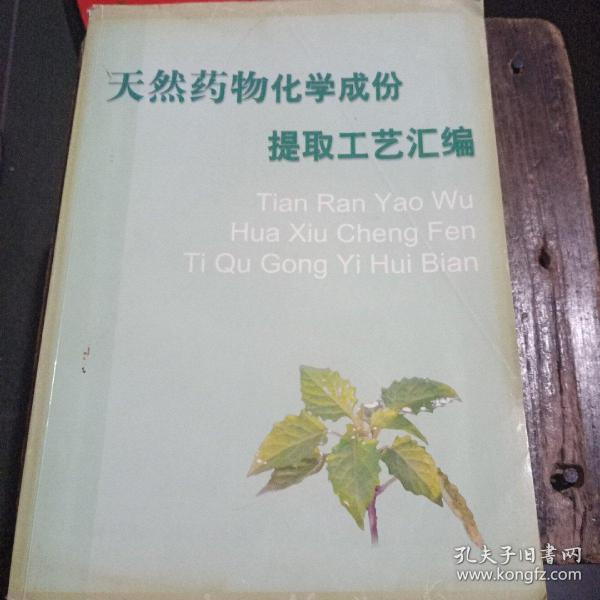 天然药物化学成份
提取工艺汇编
Tian Ran Yao Wu
Hua Xiu Cheng Fen
Ti Qu Gong Yi Hui Bian
孔夫子旧书网
www.kongfz.com